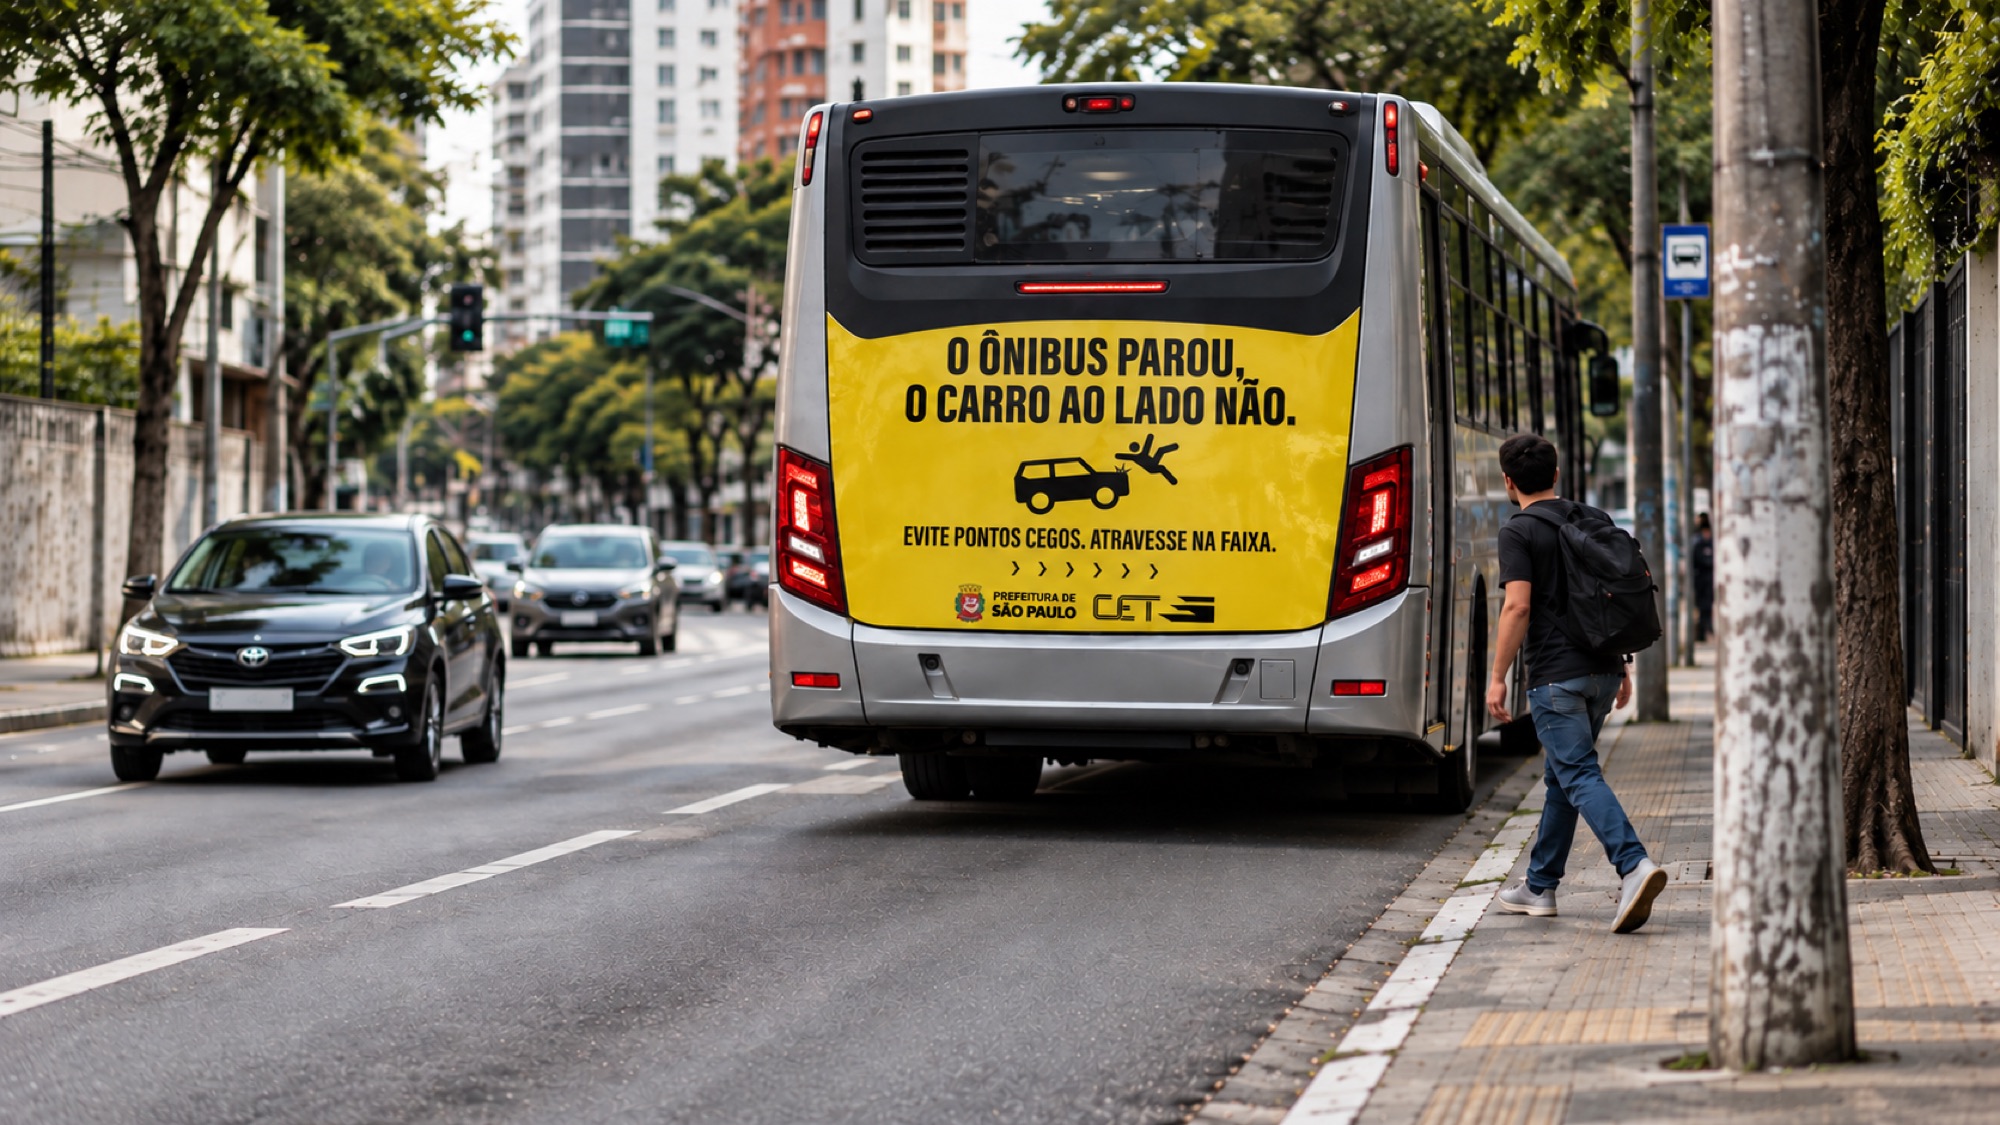 O ÔNIBUS PAROU,
O CARRO AO LADO NÃO.
EVITE PONTOS CEGOS. ATRAVESSE NA FAIXA.
PREFEITURA DE
SÃO PAULO
CET